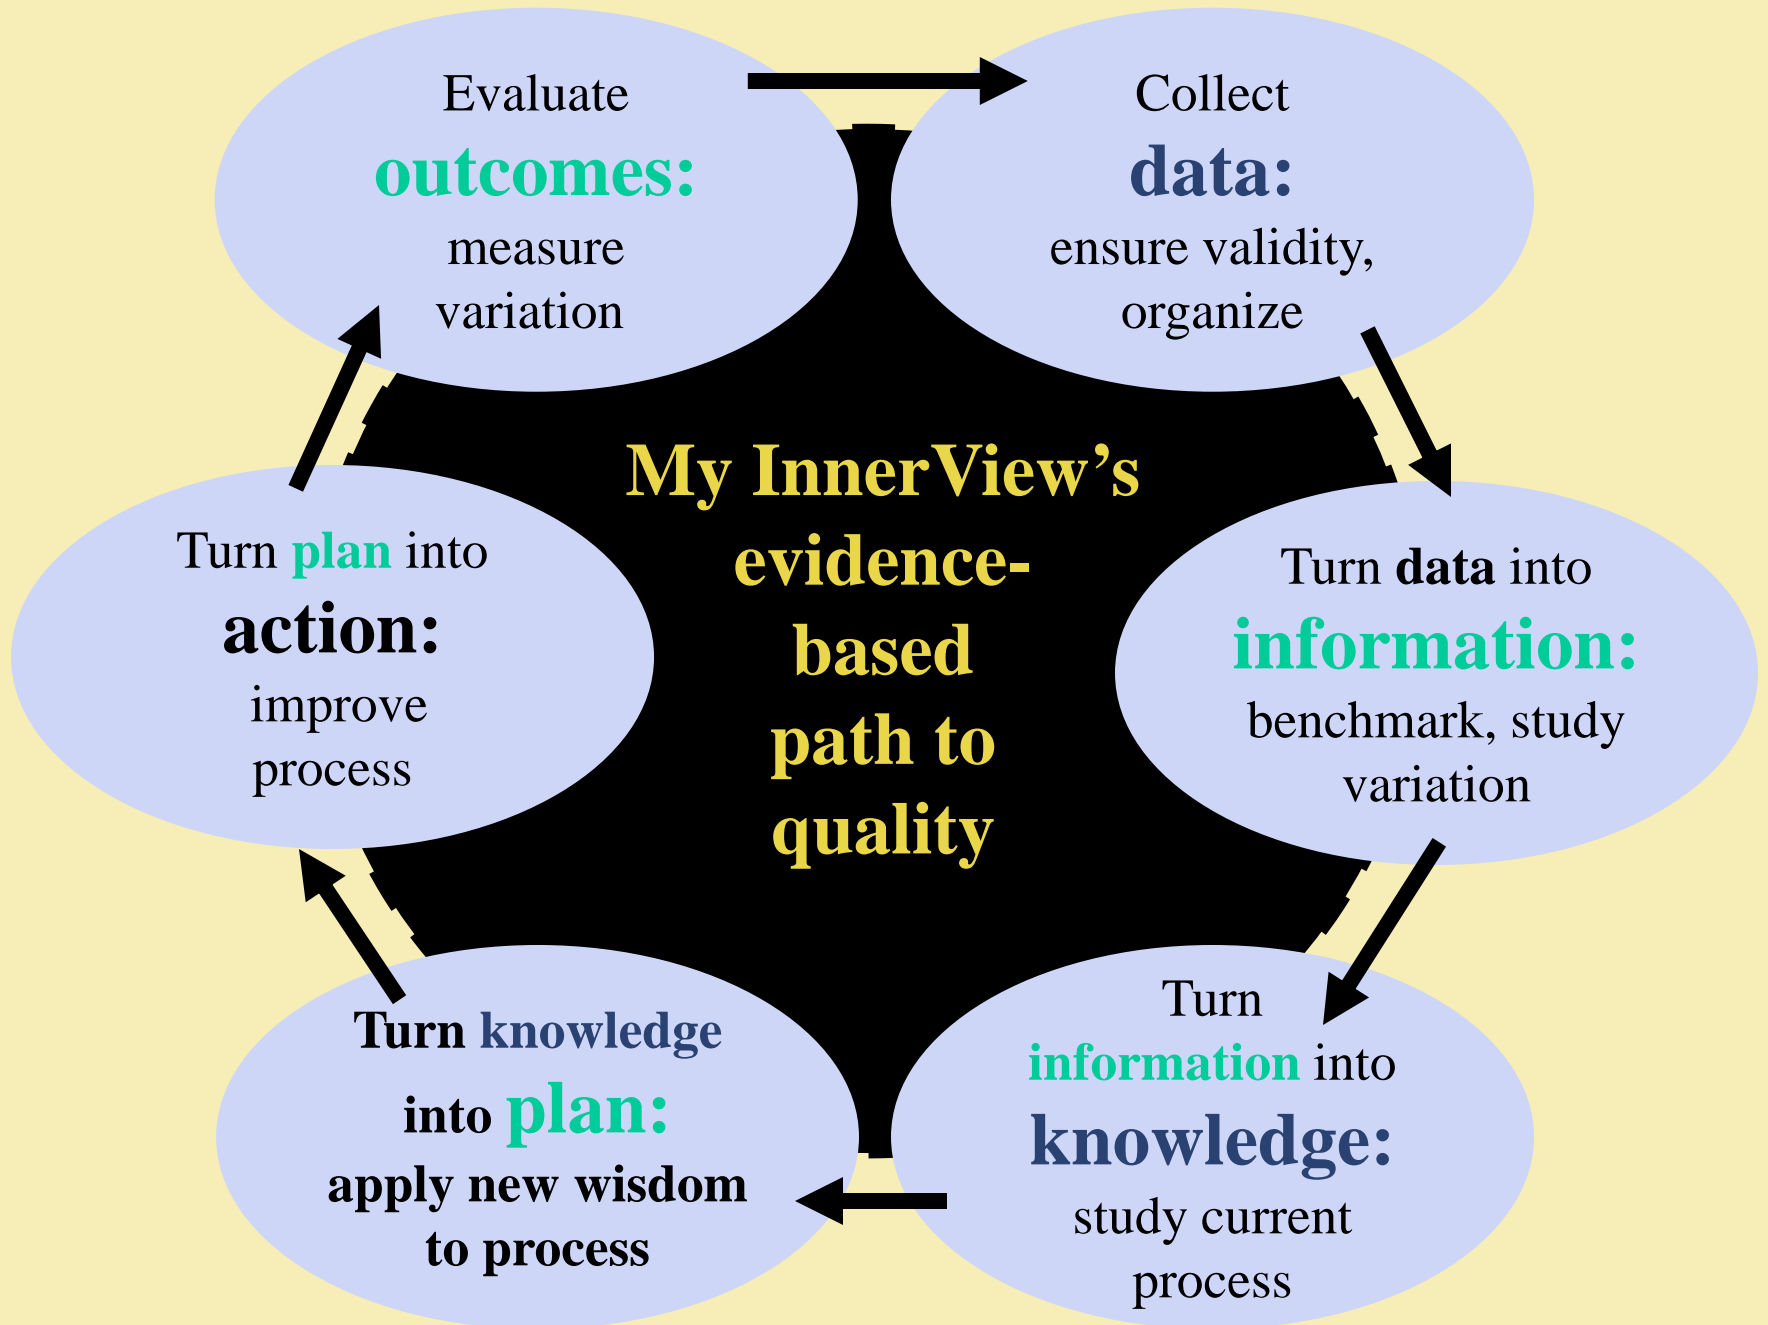 Evaluate
outcomes:
measure
variation
Collect
data:
ensure validity,
organize
My InnerView’s
evidence-
based
path to
quality
Turn data into
information:
benchmark, study
variation
Turn
information into
knowledge:
study current
process
Turn knowledge
into plan:
apply new wisdom
to process
Turn plan into
action:
improve
process